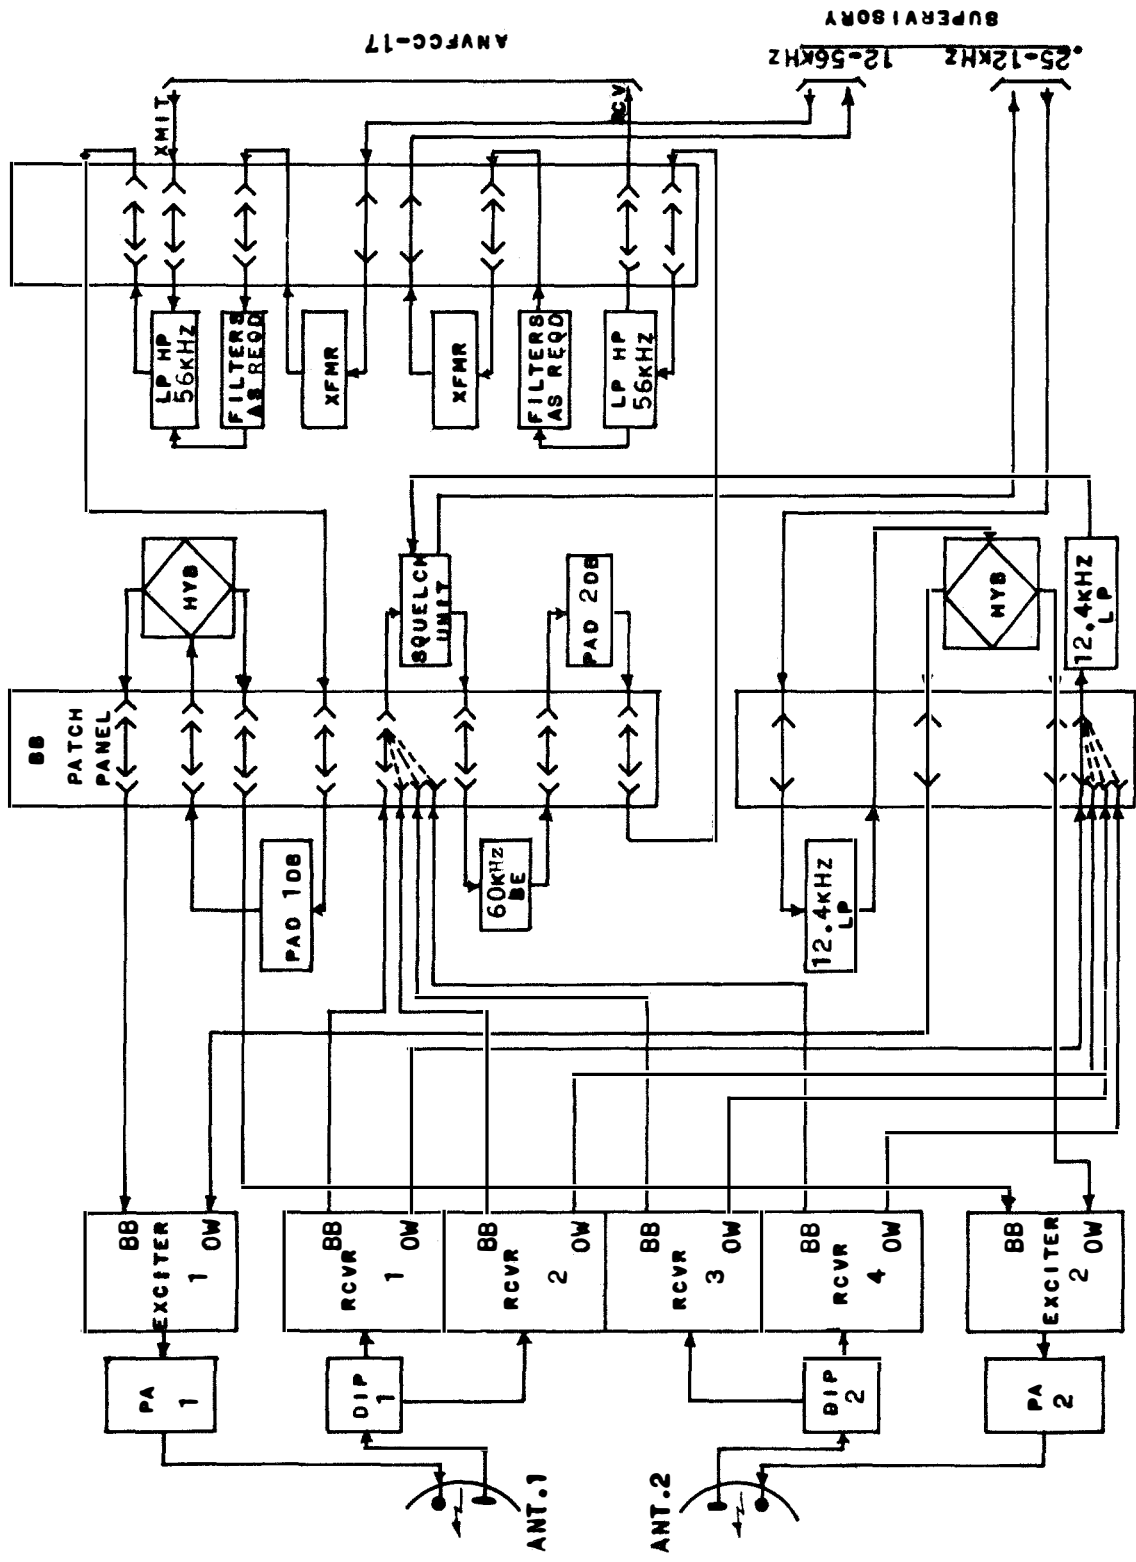 ANT.1
ANT.2
PA
1
DIP
1
DIP
2
PA
2
BB
EXCITER
1
OW
BB
RCVR
1
OW
BB
RCVR
2
OW
BB
RCVR
3
OW
BB
RCVR
4
OW
BB
EXCITER
2
OW
PAD 1DB
60KHz
BE
12.4KHz
LP
BB
PATCH
PANEL
HYB
SQUELCH
UNIT
PAD 2DB
HYB
12.4KHz
LP
LP HP
56KHz
FILTERS
AS REQD
XFMR
XFMR
FILTERS
AS REQD
LP HP
56KHz
XMIT
RCV
ANVFCC-17
12-56KHz
.25-12KHz
SUPERVISORY